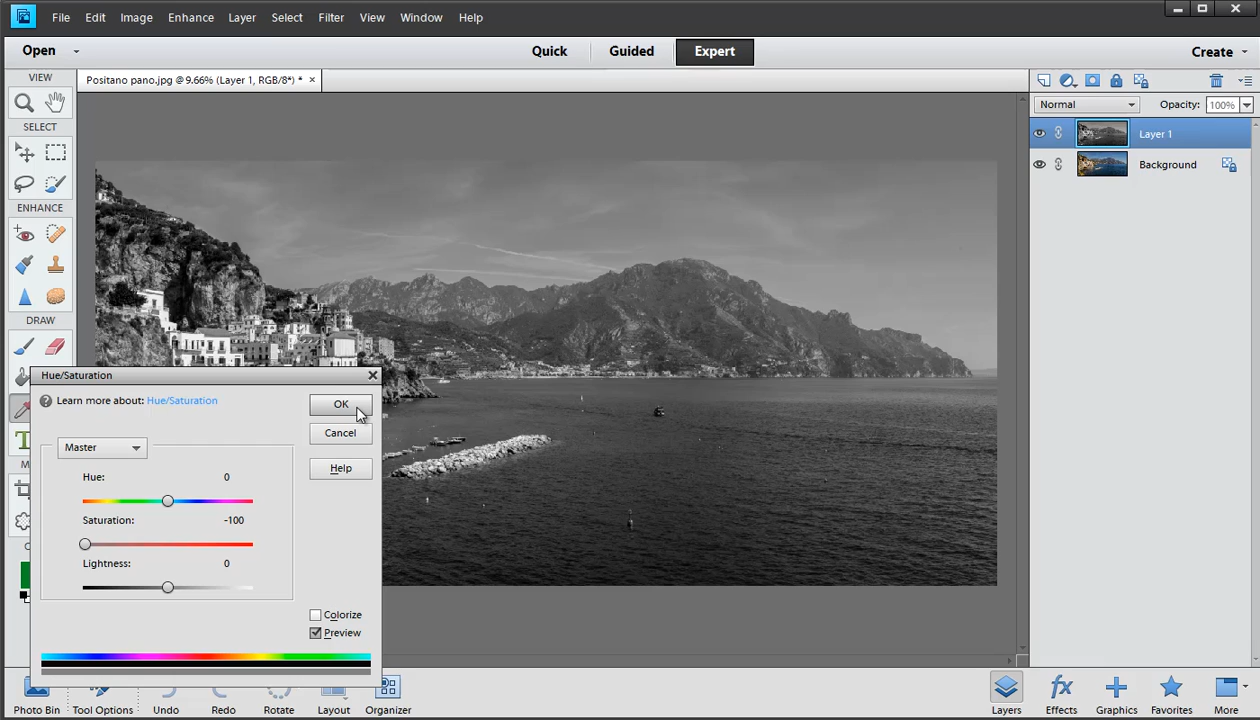 File Edit Image Enhance Layer Select Filter View Window Help
Open Quick Guided Expert Create
VIEW
Positano pano.jpg @ 9.66% (Layer 1, RGB/8*) * ×
Normal Opacity: 100%
SELECT
Layer 1
Background
ENHANCE
DRAW
Hue/Saturation
Learn more about: Hue/Saturation
OK
Cancel
Master
Help
Hue: 0
Saturation: -100
Lightness: 0
Colorize
Preview
Photo Bin Tool Options Undo Redo Rotate Layout Organizer Layers Effects Graphics Favorites More